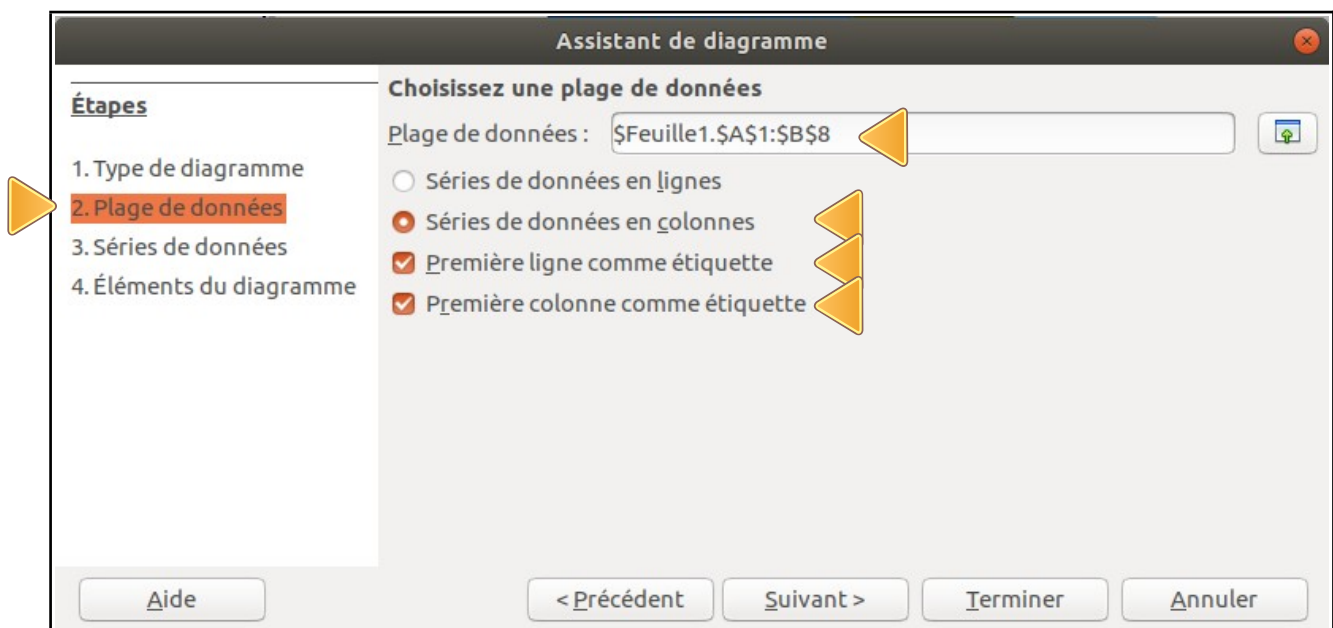 Assistant de diagramme
Étapes
1. Type de diagramme
2. Plage de données
3. Séries de données
4. Éléments du diagramme
Choisissez une plage de données
Plage de données : $Feuille1.$A$1:$B$8
Séries de données en lignes
Séries de données en colonnes
Première ligne comme étiquette
Première colonne comme étiquette
Aide < Précédent Suivant > Terminer Annuler